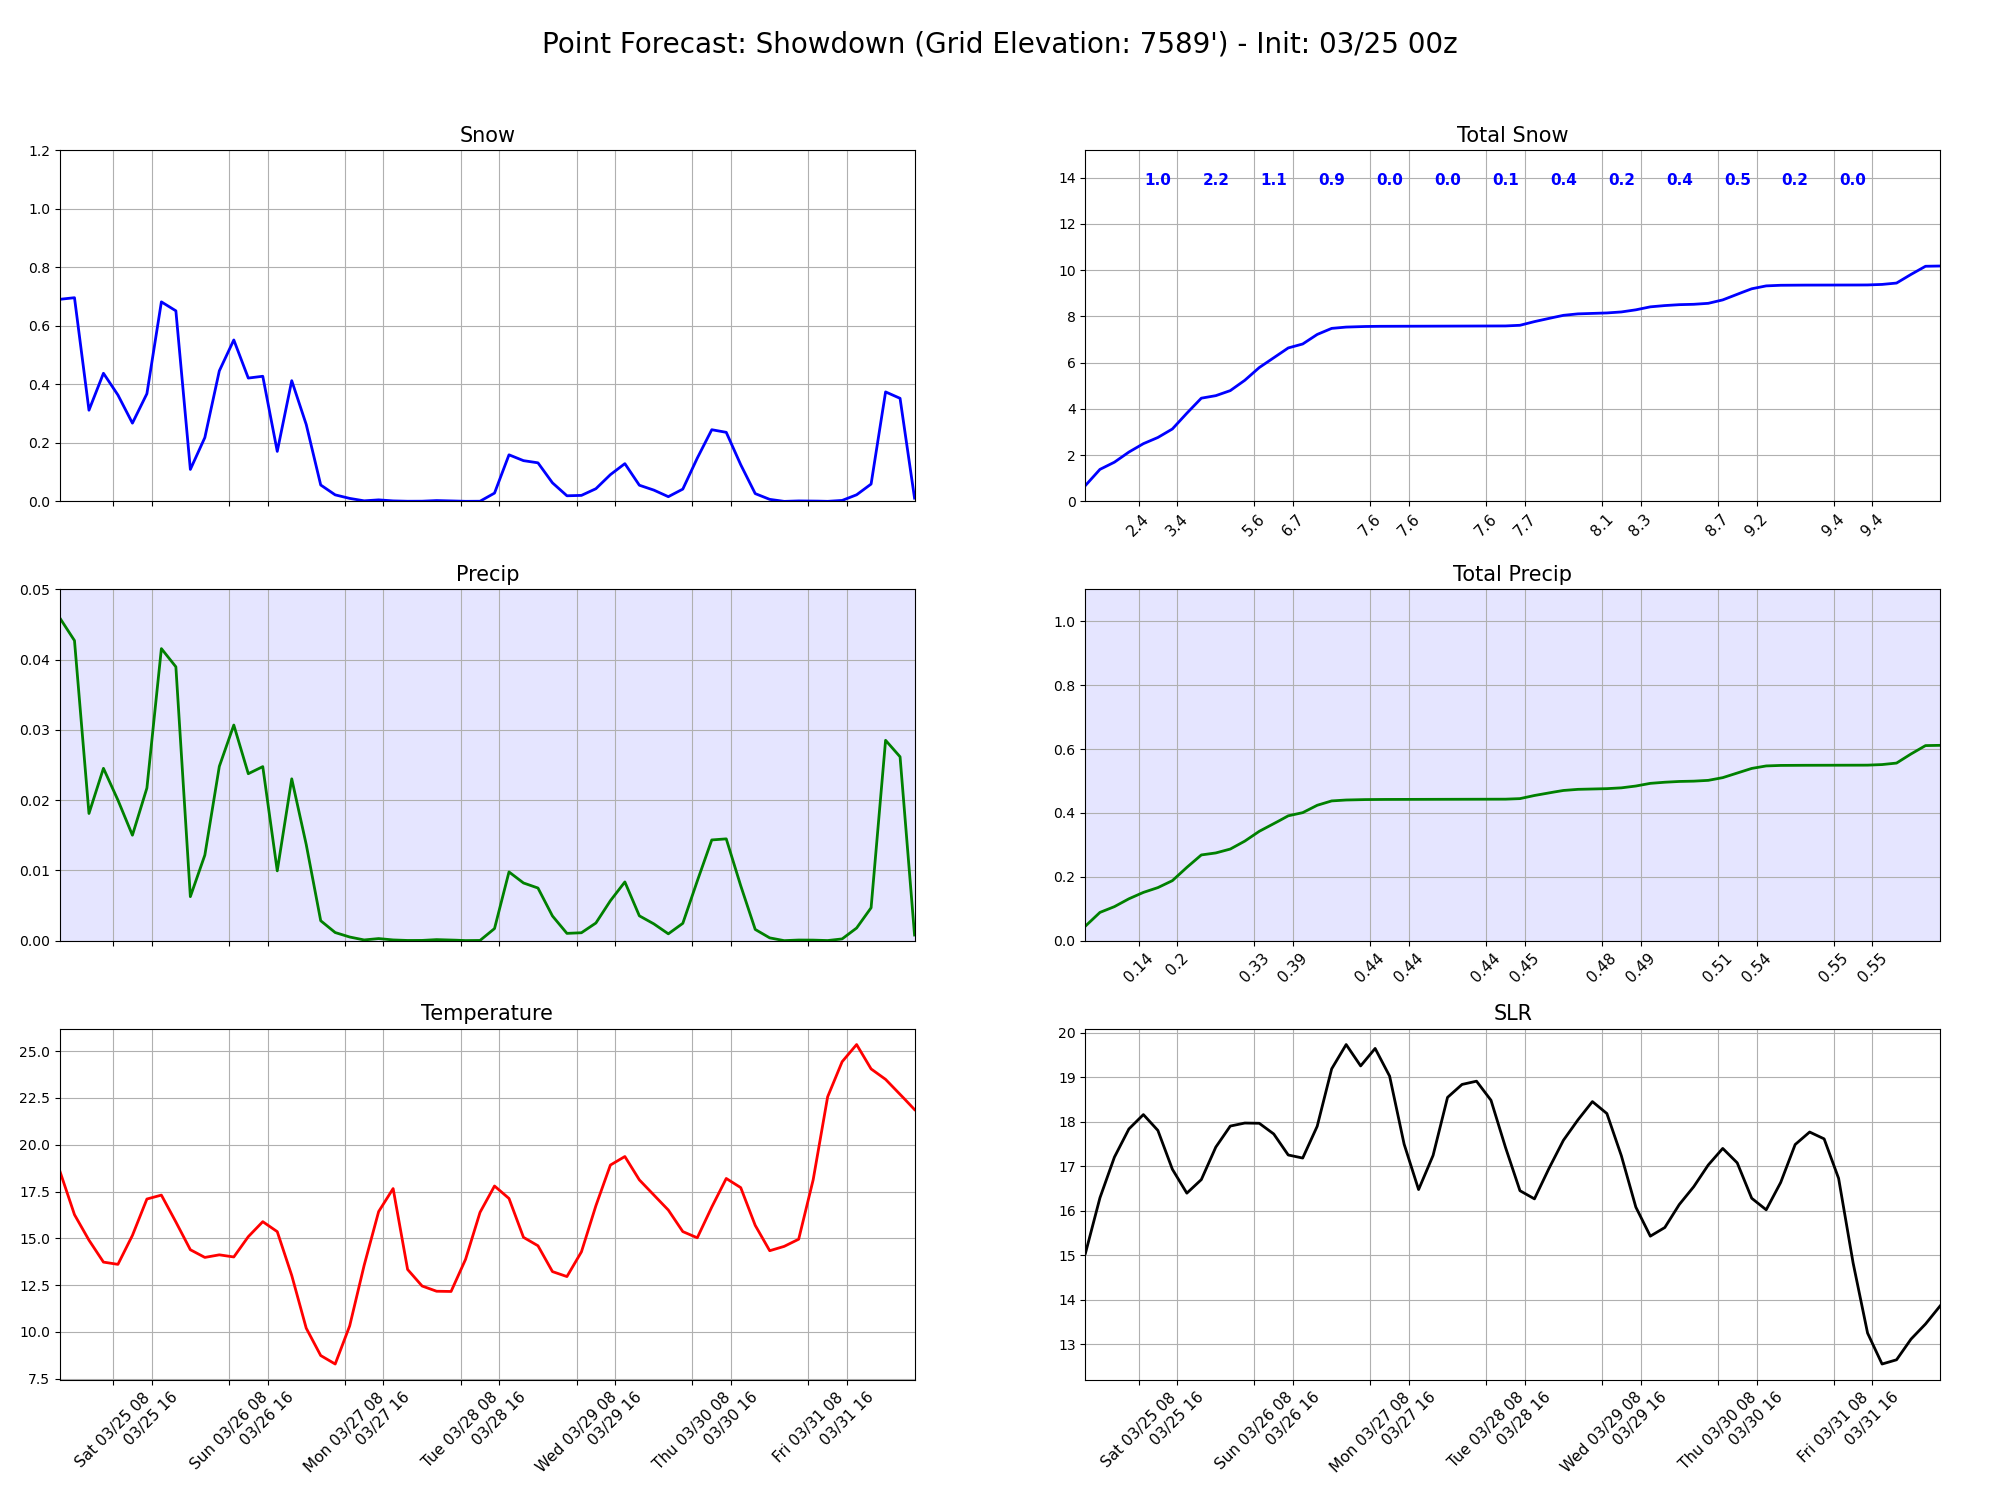 Point Forecast: Showdown (Grid Elevation: 7589') - Init: 03/25 00z
Snow
1.2
1.0
0.8
0.6
0.4
0.2
0.0
Total Snow
14
12
10
8
6
4
2
0
1.0 2.2 1.1 0.9 0.0 0.0 0.1 0.4 0.2 0.4 0.5 0.2 0.0
2.4 3.4 5.6 6.7 7.6 7.6 7.6 7.7 8.1 8.3 8.7 9.2 9.4 9.4
Precip
0.05
0.04
0.03
0.02
0.01
0.00
Total Precip
1.0
0.8
0.6
0.4
0.2
0.0
0.14 0.2 0.33 0.39 0.44 0.44 0.44 0.45 0.48 0.49 0.51 0.54 0.55 0.55
Temperature
25.0
22.5
20.0
17.5
15.0
12.5
10.0
7.5
Sat 03/25 08
03/25 16
Sun 03/26 08
03/26 16
Mon 03/27 08
03/27 16
Tue 03/28 08
03/28 16
Wed 03/29 08
03/29 16
Thu 03/30 08
03/30 16
Fri 03/31 08
03/31 16
SLR
20
19
18
17
16
15
14
13
Sat 03/25 08
03/25 16
Sun 03/26 08
03/26 16
Mon 03/27 08
03/27 16
Tue 03/28 08
03/28 16
Wed 03/29 08
03/29 16
Thu 03/30 08
03/30 16
Fri 03/31 08
03/31 16